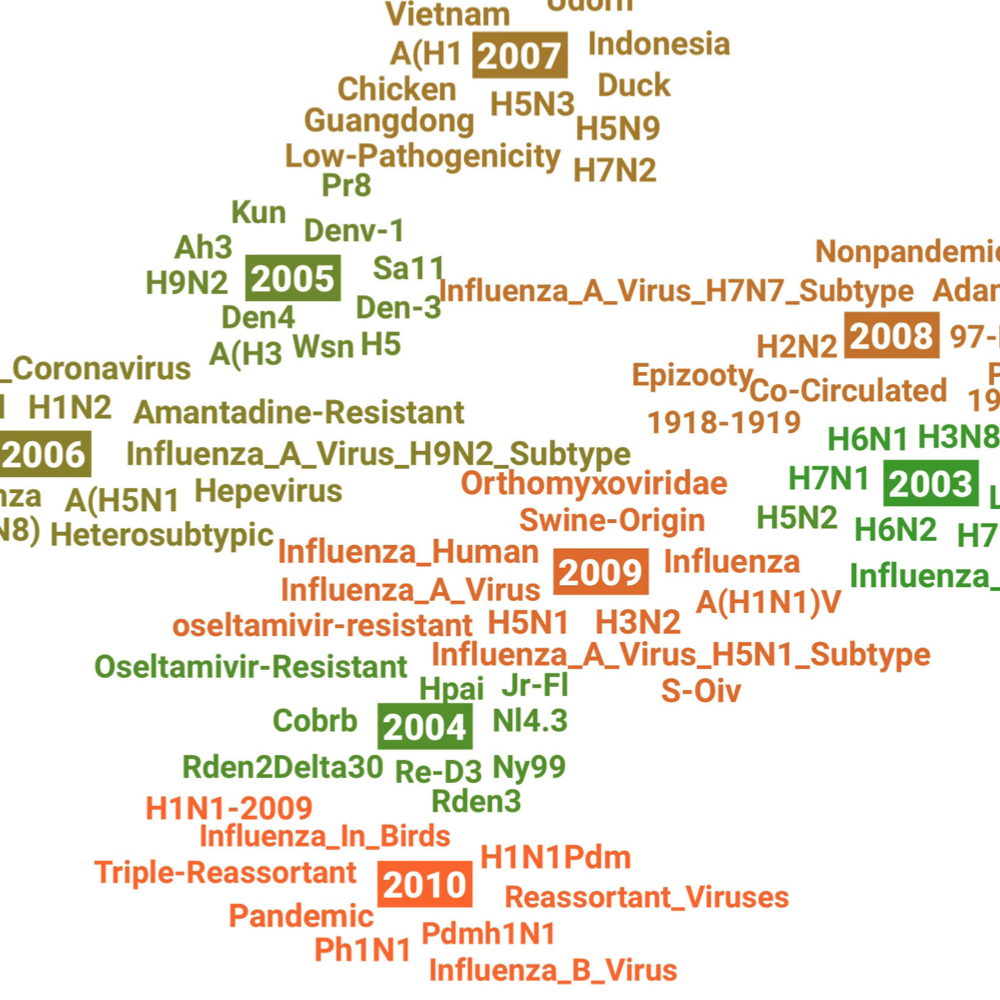 Vietnam Udorn
A(H1 2007 Indonesia
Chicken H5N3 Duck
Guangdong H5N9
Low-Pathogenicity H7N2
Pr8
Kun Denv-1
Ah3 Sa11
H9N2 2005 Den-3
Den4
A(H3 Wsn H5
Nonpandemic
Influenza_A_Virus_H7N7_Subtype Adar
H2N2 2008 97-
Epizooty Co-Circulated 19
1918-1919
_Coronavirus
H1N2 Amantadine-Resistant
2006 Influenza_A_Virus_H9N2_Subtype
nza A(H5N1 Hepevirus
N8) Heterosubtypic
H6N1 H3N8
H7N1 2003 L
H5N2 H6N2 H7
Influenza_
Orthomyxoviridae
Swine-Origin
Influenza_Human 2009 Influenza
Influenza_A_Virus A(H1N1)V
oseltamivir-resistant H5N1 H3N2
Influenza_A_Virus_H5N1_Subtype
S-Oiv
Oseltamivir-Resistant
Hpai Jr-Fl
Cobrb 2004 Nl4.3
Rden2Delta30 Re-D3 Ny99
Rden3
H1N1-2009
Influenza_In_Birds
Triple-Reassortant 2010 H1N1Pdm
Reassortant_Viruses
Pandemic Pdmh1N1
Ph1N1
Influenza_B_Virus